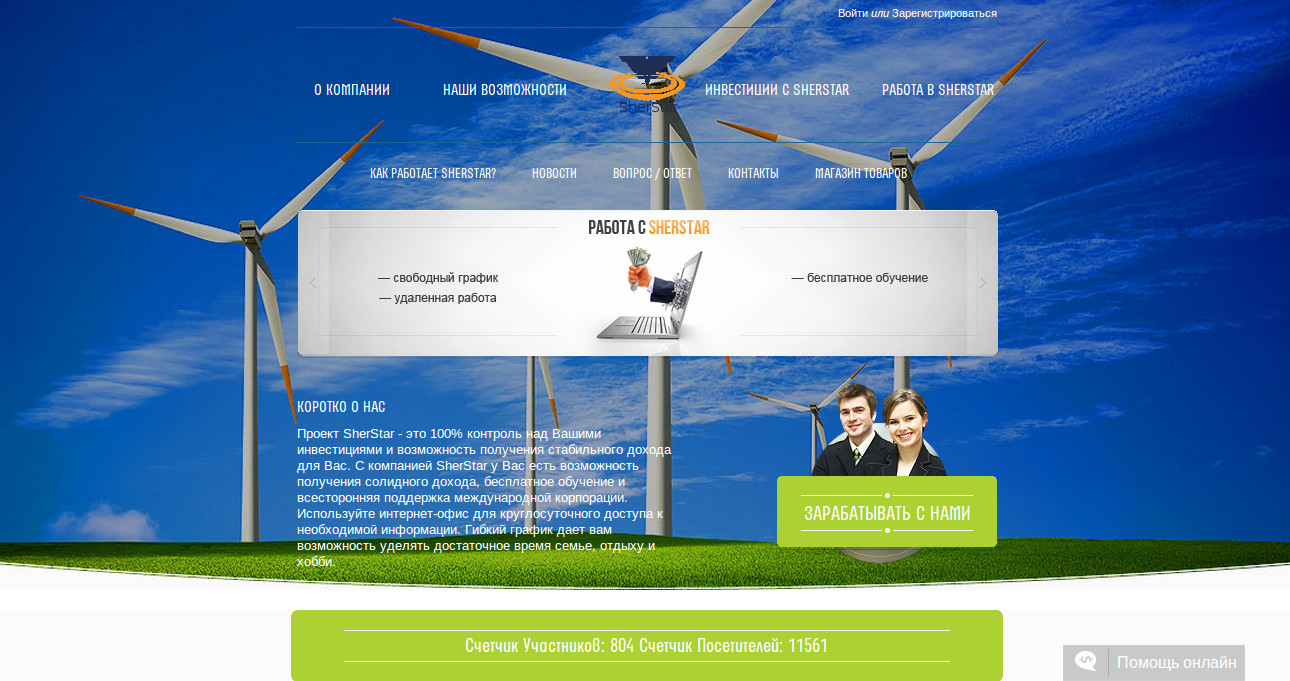 Войти или Зарегистрироваться
О КОМПАНИИ
НАШИ ВОЗМОЖНОСТИ
SherStar
ИНВЕСТИЦИИ С SHERSTAR
РАБОТА В SHERSTAR
КАК РАБОТАЕТ SHERSTAR?
НОВОСТИ
ВОПРОС / ОТВЕТ
КОНТАКТЫ
МАГАЗИН ТОВАРОВ
РАБОТА С SHERSTAR
— свободный график
— удаленная работа
— бесплатное обучение
КОРОТКО О НАС
Проект SherStar - это 100% контроль над Вашими
инвестициями и возможность получения стабильного дохода
для Вас. С компанией SherStar у Вас есть возможность
получения солидного дохода, бесплатное обучение и
всесторонняя поддержка международной корпорации.
Используйте интернет-офис для круглосуточного доступа к
необходимой информации. Гибкий график дает вам
возможность уделять достаточное время семье, отдыху и
хобби.
ЗАРАБАТЫВАТЬ С НАМИ
Счетчик Участников: 804 Счетчик Посетителей: 11561
Помощь онлайн